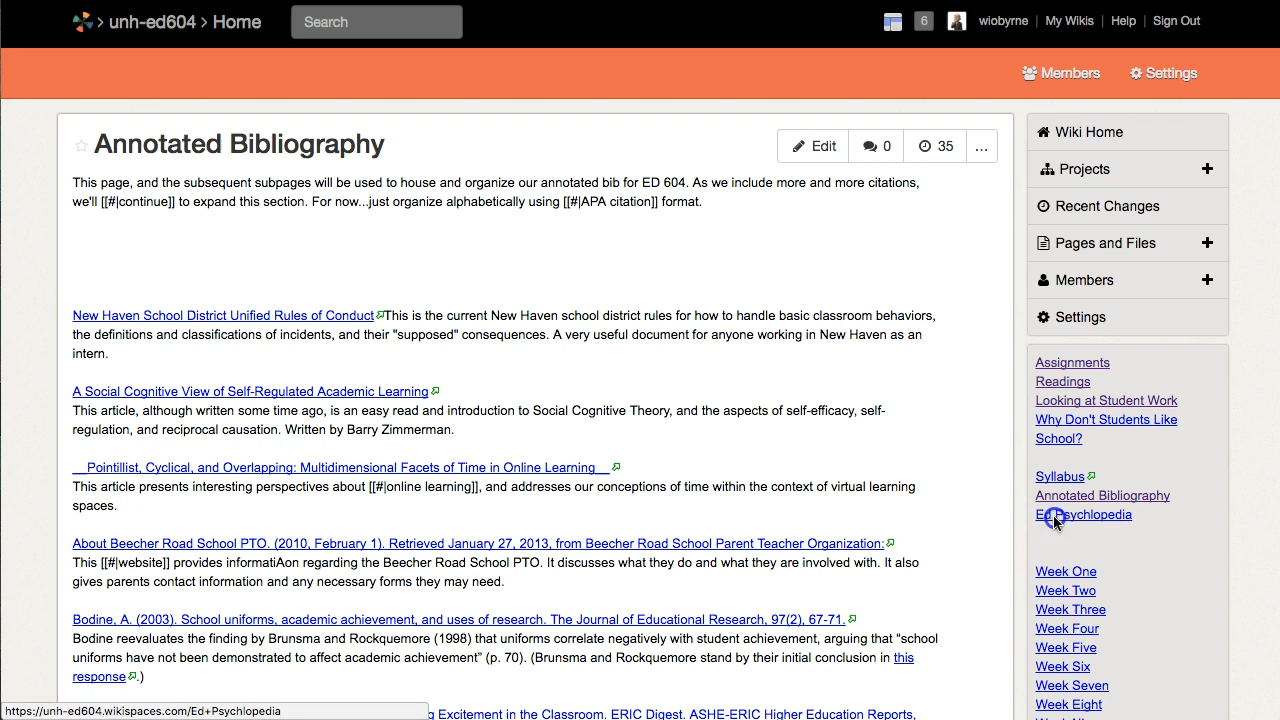 unh-ed604 > Home
Search
6
wiobyrne
My Wikis
Help
Sign Out
Members
Settings
Annotated Bibliography
Edit
0
35
...
This page, and the subsequent subpages will be used to house and organize our annotated bib for ED 604. As we include more and more citations,
we'll [[#|continue]] to expand this section. For now...just organize alphabetically using [[#|APA citation]] format.
New Haven School District Unified Rules of Conduct This is the current New Haven school district rules for how to handle basic classroom behaviors,
the definitions and classifications of incidents, and their "supposed" consequences. A very useful document for anyone working in New Haven as an
intern.
A Social Cognitive View of Self-Regulated Academic Learning
This article, although written some time ago, is an easy read and introduction to Social Cognitive Theory, and the aspects of self-efficacy, self-
regulation, and reciprocal causation. Written by Barry Zimmerman.
__Pointillist, Cyclical, and Overlapping: Multidimensional Facets of Time in Online Learning__
This article presents interesting perspectives about [[#|online learning]], and addresses our conceptions of time within the context of virtual learning
spaces.
About Beecher Road School PTO. (2010, February 1). Retrieved January 27, 2013, from Beecher Road School Parent Teacher Organization:
This [[#|website]] provides informatiAon regarding the Beecher Road School PTO. It discusses what they do and what they are involved with. It also
gives parents contact information and any necessary forms they may need.
Bodine, A. (2003). School uniforms, academic achievement, and uses of research. The Journal of Educational Research, 97(2), 67-71.
Bodine reevaluates the finding by Brunsma and Rockquemore (1998) that uniforms correlate negatively with student achievement, arguing that “school
uniforms have not been demonstrated to affect academic achievement” (p. 70). (Brunsma and Rockquemore stand by their initial conclusion in this
response.)
g Excitement in the Classroom. ERIC Digest. ASHE-ERIC Higher Education Reports,
https://unh-ed604.wikispaces.com/Ed+Psychlopedia
Wiki Home
Projects +
Recent Changes
Pages and Files +
Members +
Settings
Assignments
Readings
Looking at Student Work
Why Don't Students Like
School?
Syllabus
Annotated Bibliography
Ed Psychlopedia
Week One
Week Two
Week Three
Week Four
Week Five
Week Six
Week Seven
Week Eight